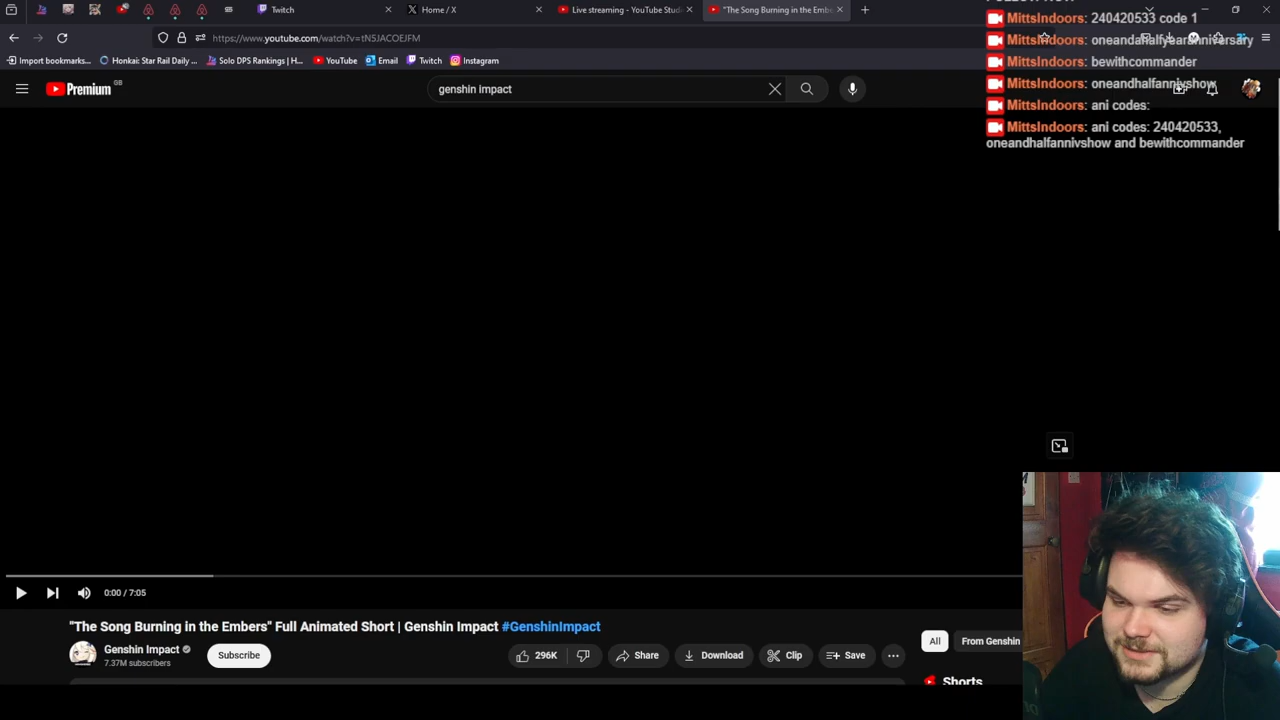 Twitch
Home / X
Live streaming - YouTube Stud
"The Song Burning in the Embe
https://www.youtube.com/watch?v=tN5JACOEJFM
Import bookmarks...
Honkai: Star Rail Daily ...
Solo DPS Rankings | H...
YouTube
Email
Twitch
Instagram
Premium GB
genshin impact
MittsIndoors: 240420533 code 1
MittsIndoors: oneandahalfyearanniversary
MittsIndoors: bewithcommander
MittsIndoors: oneandhalfannivshow
MittsIndoors: ani codes:
MittsIndoors: ani codes: 240420533,
oneandhalfannivshow and bewithcommander
0:00 / 7:05
"The Song Burning in the Embers" Full Animated Short | Genshin Impact #GenshinImpact
Genshin Impact
7.37M subscribers
Subscribe
296K
Share
Download
Clip
Save
All
From Genshin
Shorts